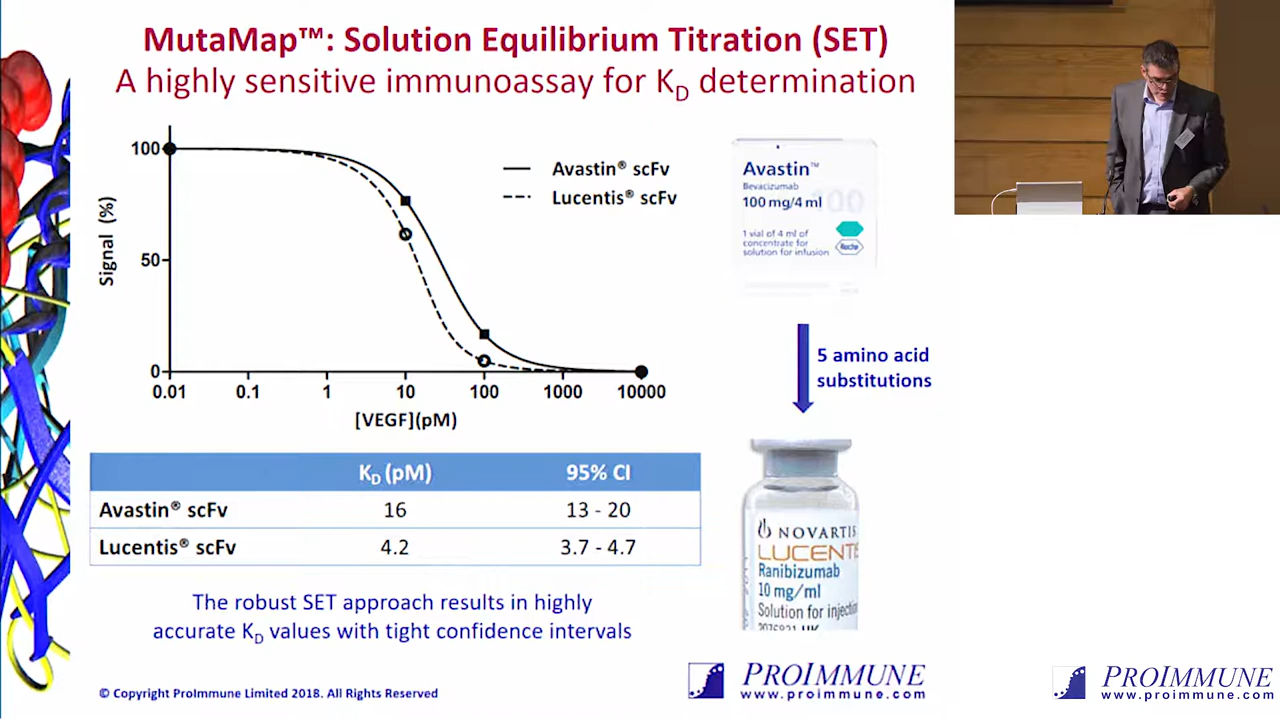 MutaMap™: Solution Equilibrium Titration (SET)
A highly sensitive immunoassay for KD determination
100
50
0
Signal (%)
0.01 0.1 1 10 100 1000 10000
[VEGF](pM)
Avastin® scFv
Lucentis® scFv
Avastin™
Bevacizumab
100 mg/4 ml
100
1 vial of 4 ml of
concentrate for
solution for infusion
Roche
5 amino acid
substitutions
NOVARTIS
LUCENTIS
Ranibizumab
10 mg/ml
Solution for injection
KD (pM) 95% CI
Avastin® scFv 16 13 - 20
Lucentis® scFv 4.2 3.7 - 4.7
The robust SET approach results in highly
accurate KD values with tight confidence intervals
© Copyright ProImmune Limited 2018. All Rights Reserved
PROIMMUNE
www.proimmune.com
PROIMMUNE
www.proimmune.com